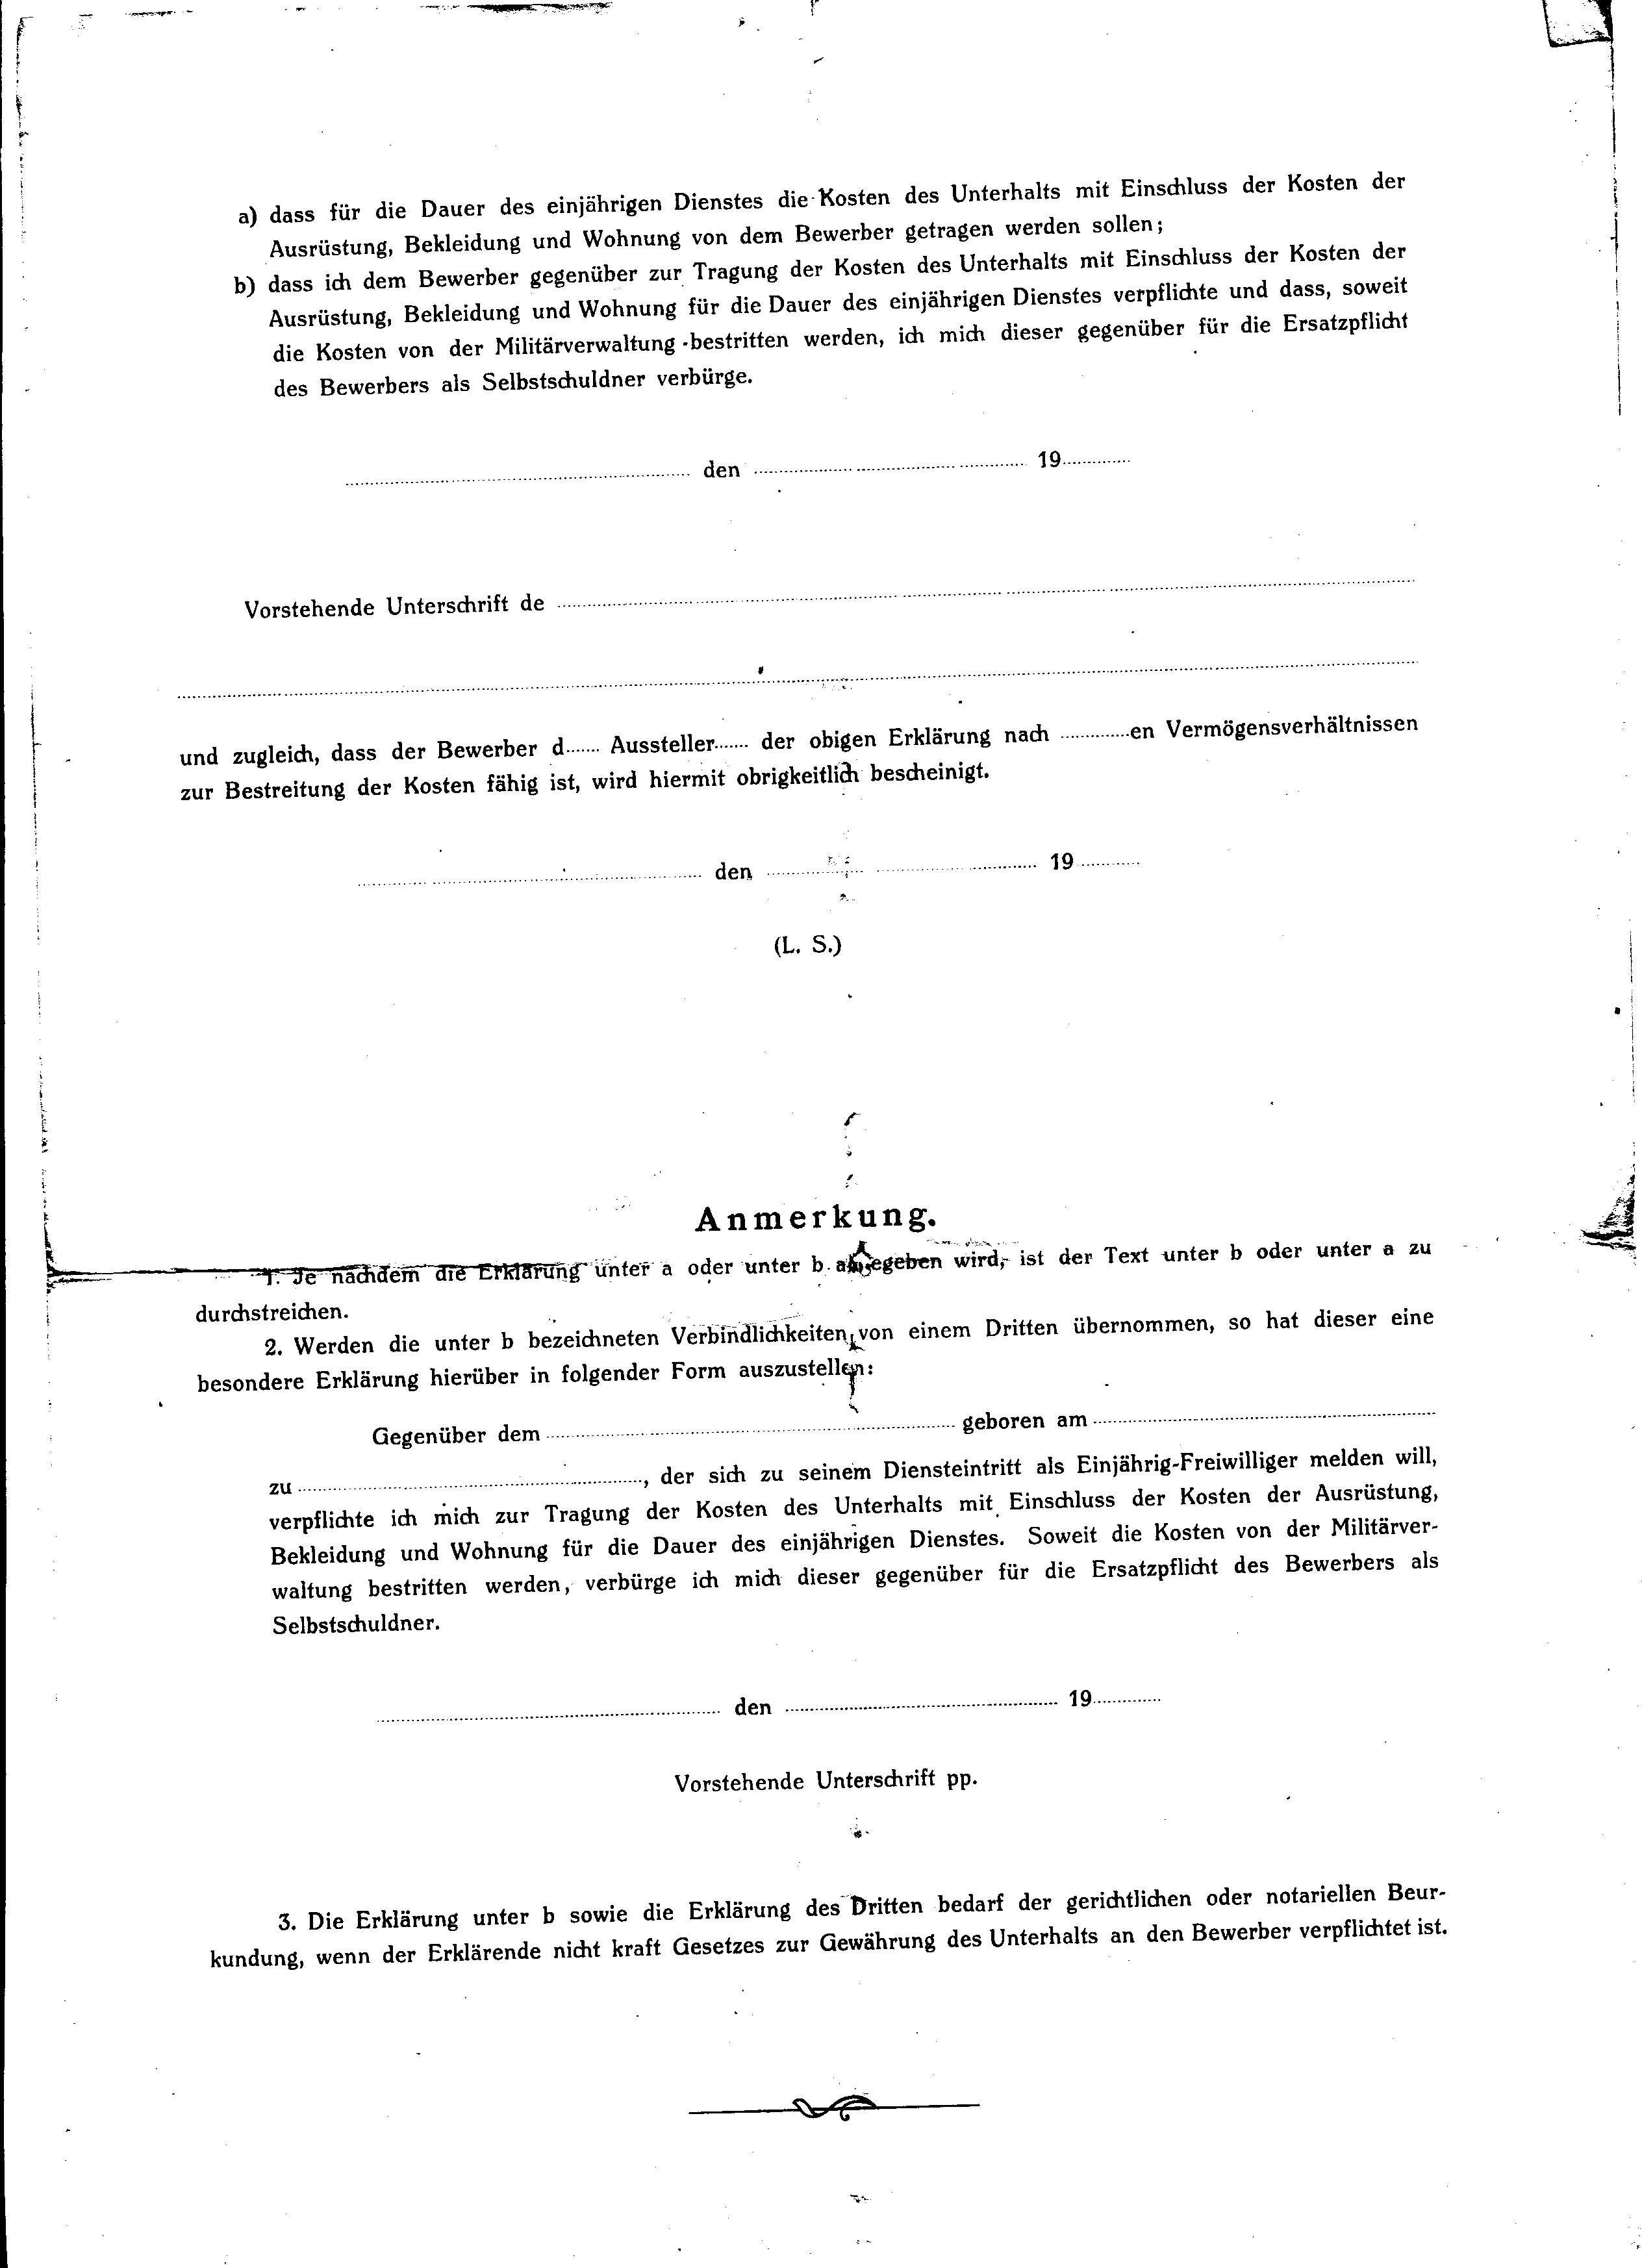 a) dass für die Dauer des einjährigen Dienstes die Kosten des Unterhalts mit Einschluss der Kosten der
Ausrüstung, Bekleidung und Wohnung von dem Bewerber getragen werden sollen;
b) dass ich dem Bewerber gegenüber zur Tragung der Kosten des Unterhalts mit Einschluss der Kosten der
Ausrüstung, Bekleidung und Wohnung für die Dauer des einjährigen Dienstes verpflichte und dass, soweit
die Kosten von der Militärverwaltung bestritten werden, ich mich dieser gegenüber für die Ersatzpflicht
des Bewerbers als Selbstschuldner verbürge.
den 19
Vorstehende Unterschrift de
und zugleich, dass der Bewerber d....... Aussteller....... der obigen Erklärung nach .............en Vermögensverhältnissen
zur Bestreitung der Kosten fähig ist, wird hiermit obrigkeitlich bescheinigt.
den 19
(L. S.)
Anmerkung.
1. Je nachdem die Erklärung unter a oder unter b abgegeben wird, ist der Text unter b oder unter a zu
durchstreichen.
2. Werden die unter b bezeichneten Verbindlichkeiten von einem Dritten übernommen, so hat dieser eine
besondere Erklärung hierüber in folgender Form auszustellen:
Gegenüber dem geboren am
zu , der sich zu seinem Diensteintritt als Einjährig-Freiwilliger melden will,
verpflichte ich mich zur Tragung der Kosten des Unterhalts mit Einschluss der Kosten der Ausrüstung,
Bekleidung und Wohnung für die Dauer des einjährigen Dienstes. Soweit die Kosten von der Militärver-
waltung bestritten werden, verbürge ich mich dieser gegenüber für die Ersatzpflicht des Bewerbers als
Selbstschuldner.
den 19
Vorstehende Unterschrift pp.
3. Die Erklärung unter b sowie die Erklärung des Dritten bedarf der gerichtlichen oder notariellen Beur-
kundung, wenn der Erklärende nicht kraft Gesetzes zur Gewährung des Unterhalts an den Bewerber verpflichtet ist.